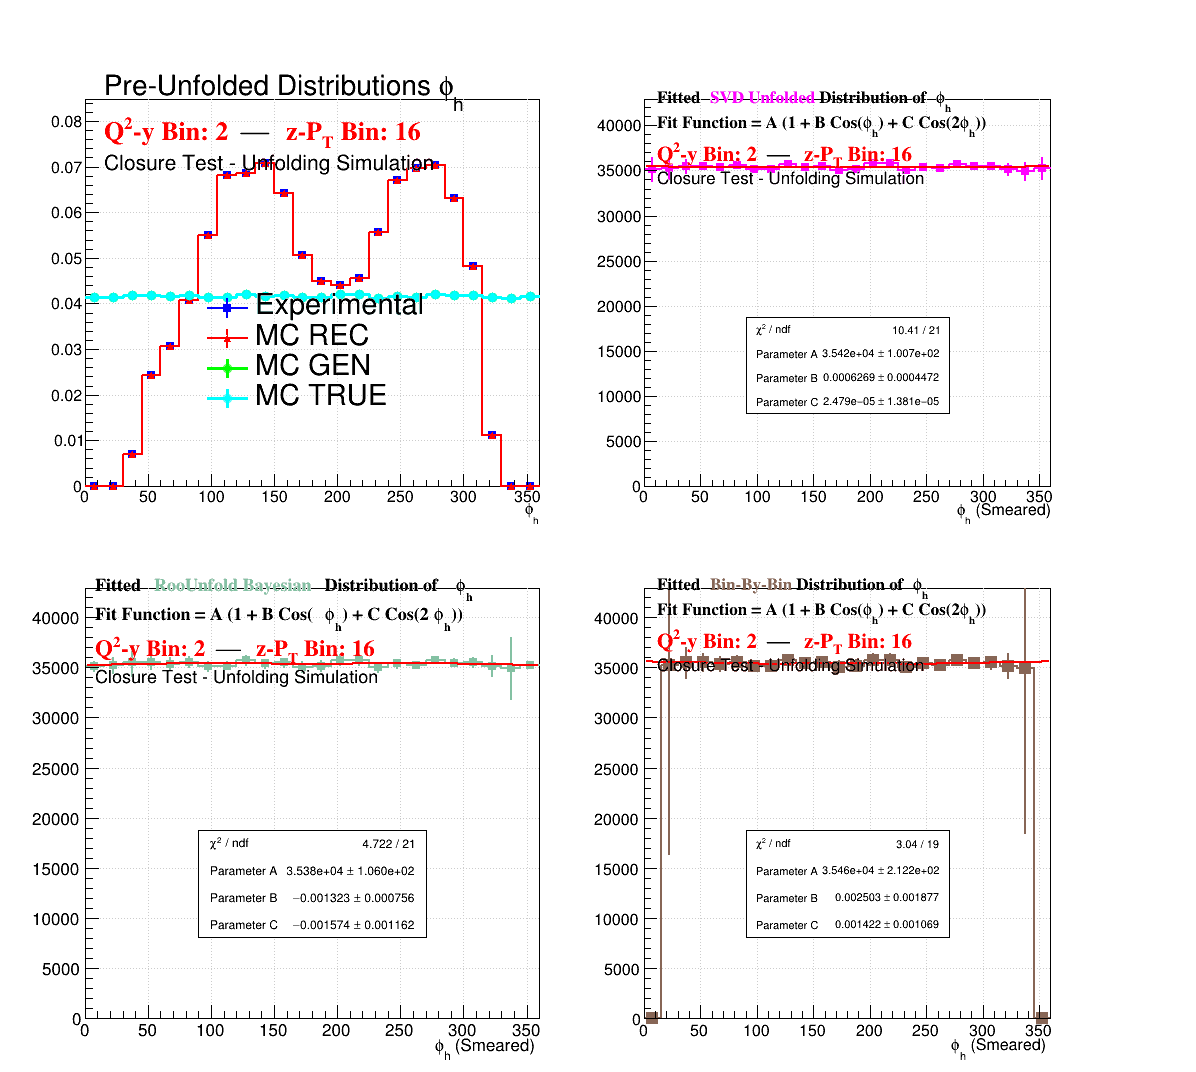 Pre-Unfolded Distributions ϕh
Q²-y Bin: 2 — z-PT Bin: 16
Closure Test - Unfolding Simulation
0.08
0.07
0.06
0.05
0.04
0.03
0.02
0.01
0
Experimental
MC REC
MC GEN
MC TRUE
0 50 100 150 200 250 300 350
ϕh
Fitted SVD Unfolded Distribution of ϕh
Fit Function = A (1 + B Cos(ϕh) + C Cos(2ϕh))
Q²-y Bin: 2 — z-PT Bin: 16
Closure Test - Unfolding Simulation
40000
35000
30000
25000
20000
15000
10000
5000
0
χ² / ndf 10.41 / 21
Parameter A 3.542e+04 ± 1.007e+02
Parameter B 0.0006269 ± 0.0004472
Parameter C 2.479e−05 ± 1.381e−05
0 50 100 150 200 250 300 350
ϕh (Smeared)
Fitted RooUnfold Bayesian Distribution of ϕh
Fit Function = A (1 + B Cos( ϕh) + C Cos(2 ϕh))
Q²-y Bin: 2 — z-PT Bin: 16
Closure Test - Unfolding Simulation
40000
35000
30000
25000
20000
15000
10000
5000
0
χ² / ndf 4.722 / 21
Parameter A 3.538e+04 ± 1.060e+02
Parameter B −0.001323 ± 0.000756
Parameter C −0.001574 ± 0.001162
0 50 100 150 200 250 300 350
ϕh (Smeared)
Fitted Bin-By-Bin Distribution of ϕh
Fit Function = A (1 + B Cos(ϕh) + C Cos(2ϕh))
Q²-y Bin: 2 — z-PT Bin: 16
Closure Test - Unfolding Simulation
40000
35000
30000
25000
20000
15000
10000
5000
0
χ² / ndf 3.04 / 19
Parameter A 3.546e+04 ± 2.122e+02
Parameter B 0.002503 ± 0.001877
Parameter C 0.001422 ± 0.001069
0 50 100 150 200 250 300 350
ϕh (Smeared)